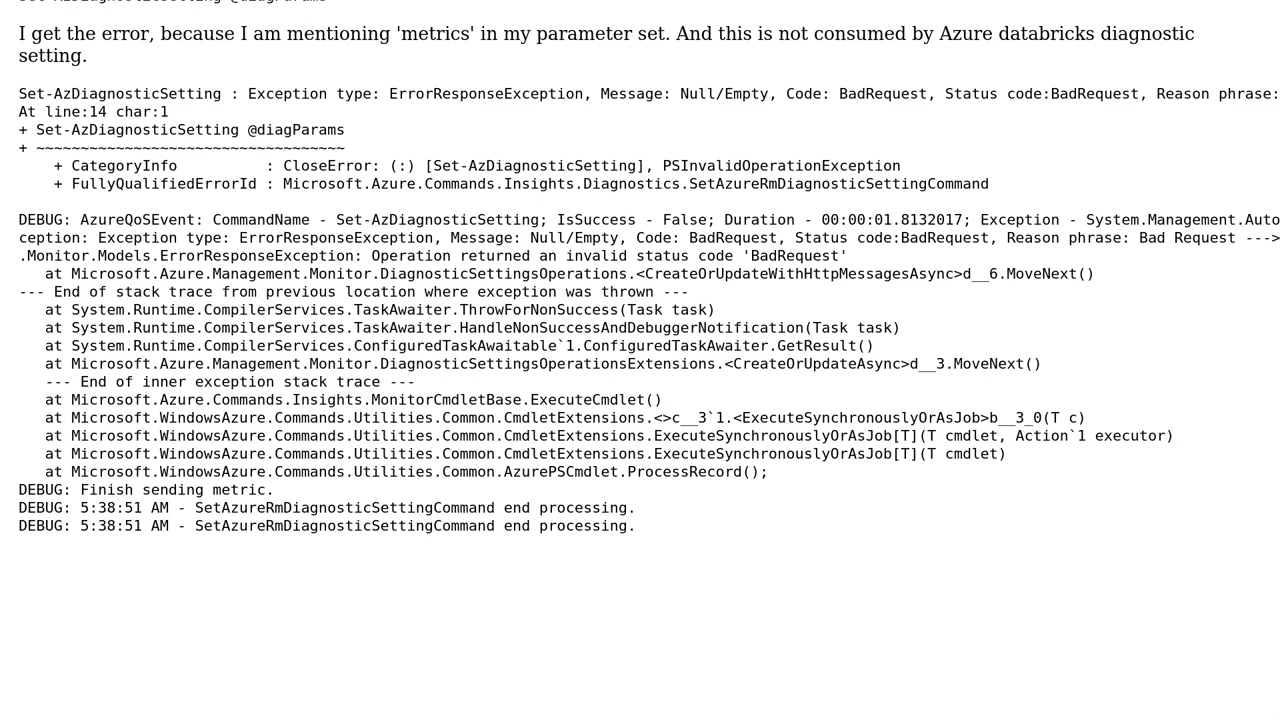 Set-AzDiagnosticSetting @diagParams
I get the error, because I am mentioning 'metrics' in my parameter set. And this is not consumed by Azure databricks diagnostic
setting.
Set-AzDiagnosticSetting : Exception type: ErrorResponseException, Message: Null/Empty, Code: BadRequest, Status code:BadRequest, Reason phrase:
At line:14 char:1
+ Set-AzDiagnosticSetting @diagParams
+ ~~~~~~~~~~~~~~~~~~~~~~~~~~~~~~~~~~~
    + CategoryInfo          : CloseError: (:) [Set-AzDiagnosticSetting], PSInvalidOperationException
    + FullyQualifiedErrorId : Microsoft.Azure.Commands.Insights.Diagnostics.SetAzureRmDiagnosticSettingCommand
DEBUG: AzureQoSEvent: CommandName - Set-AzDiagnosticSetting; IsSuccess - False; Duration - 00:00:01.8132017; Exception - System.Management.Auto
ception: Exception type: ErrorResponseException, Message: Null/Empty, Code: BadRequest, Status code:BadRequest, Reason phrase: Bad Request --->
.Monitor.Models.ErrorResponseException: Operation returned an invalid status code 'BadRequest'
   at Microsoft.Azure.Management.Monitor.DiagnosticSettingsOperations.<CreateOrUpdateWithHttpMessagesAsync>d__6.MoveNext()
--- End of stack trace from previous location where exception was thrown ---
   at System.Runtime.CompilerServices.TaskAwaiter.ThrowForNonSuccess(Task task)
   at System.Runtime.CompilerServices.TaskAwaiter.HandleNonSuccessAndDebuggerNotification(Task task)
   at System.Runtime.CompilerServices.ConfiguredTaskAwaitable`1.ConfiguredTaskAwaiter.GetResult()
   at Microsoft.Azure.Management.Monitor.DiagnosticSettingsOperationsExtensions.<CreateOrUpdateAsync>d__3.MoveNext()
   --- End of inner exception stack trace ---
   at Microsoft.Azure.Commands.Insights.MonitorCmdletBase.ExecuteCmdlet()
   at Microsoft.WindowsAzure.Commands.Utilities.Common.CmdletExtensions.<>c__3`1.<ExecuteSynchronouslyOrAsJob>b__3_0(T c)
   at Microsoft.WindowsAzure.Commands.Utilities.Common.CmdletExtensions.ExecuteSynchronouslyOrAsJob[T](T cmdlet, Action`1 executor)
   at Microsoft.WindowsAzure.Commands.Utilities.Common.CmdletExtensions.ExecuteSynchronouslyOrAsJob[T](T cmdlet)
   at Microsoft.WindowsAzure.Commands.Utilities.Common.AzurePSCmdlet.ProcessRecord();
DEBUG: Finish sending metric.
DEBUG: 5:38:51 AM - SetAzureRmDiagnosticSettingCommand end processing.
DEBUG: 5:38:51 AM - SetAzureRmDiagnosticSettingCommand end processing.